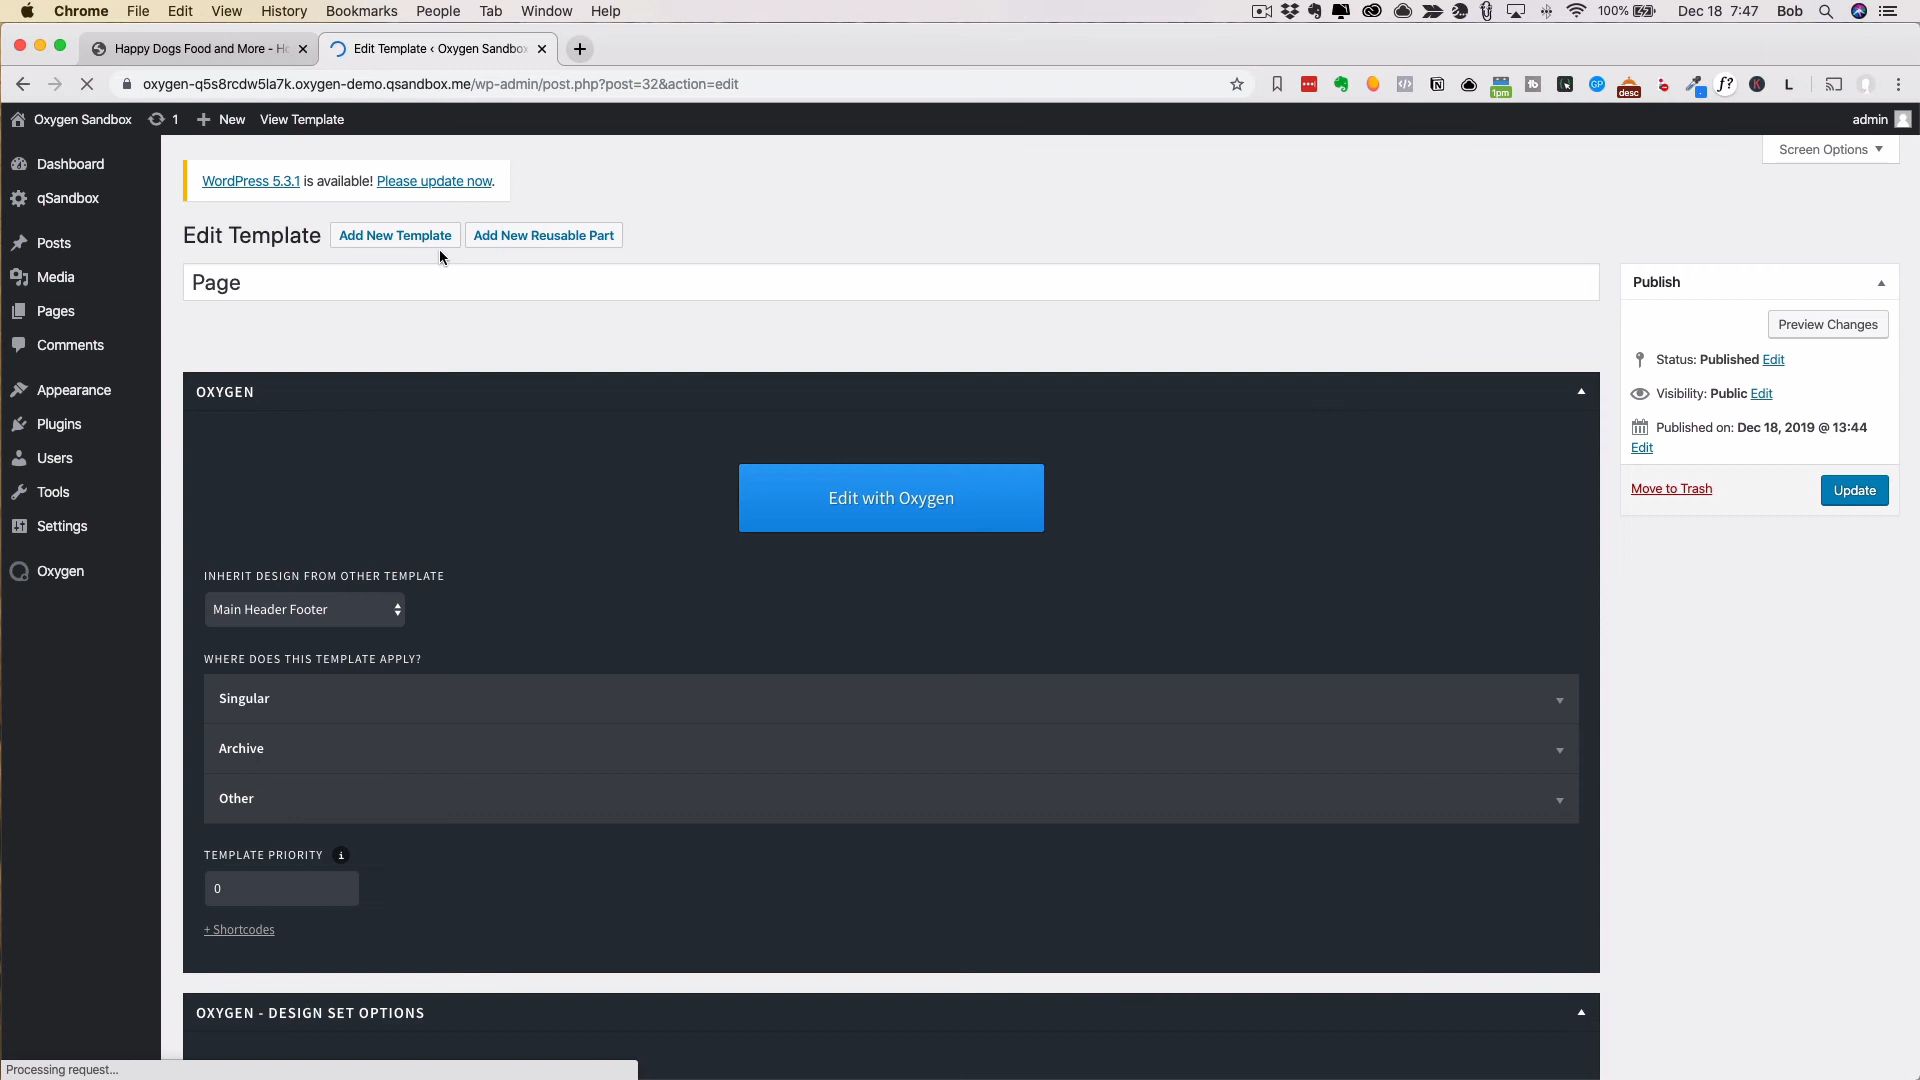 Chrome File Edit View History Bookmarks People Tab Window Help 100% Dec 18 7:47 Bob
Happy Dogs Food and More - Ho Edit Template ‹ Oxygen Sandbox
oxygen-q5s8rcdw5la7k.oxygen-demo.qsandbox.me/wp-admin/post.php?post=32&action=edit
1pm desc GP f? K L
Oxygen Sandbox 1 + New View Template admin
Screen Options
Dashboard
qSandbox
Posts
Media
Pages
Comments
Appearance
Plugins
Users
Tools
Settings
Oxygen
WordPress 5.3.1 is available! Please update now.
Edit Template Add New Template Add New Reusable Part
Page
OXYGEN
Edit with Oxygen
INHERIT DESIGN FROM OTHER TEMPLATE
Main Header Footer
WHERE DOES THIS TEMPLATE APPLY?
Singular
Archive
Other
TEMPLATE PRIORITY i
0
+ Shortcodes
OXYGEN - DESIGN SET OPTIONS
Publish
Preview Changes
Status: Published Edit
Visibility: Public Edit
Published on: Dec 18, 2019 @ 13:44
Edit
Move to Trash Update
Processing request...